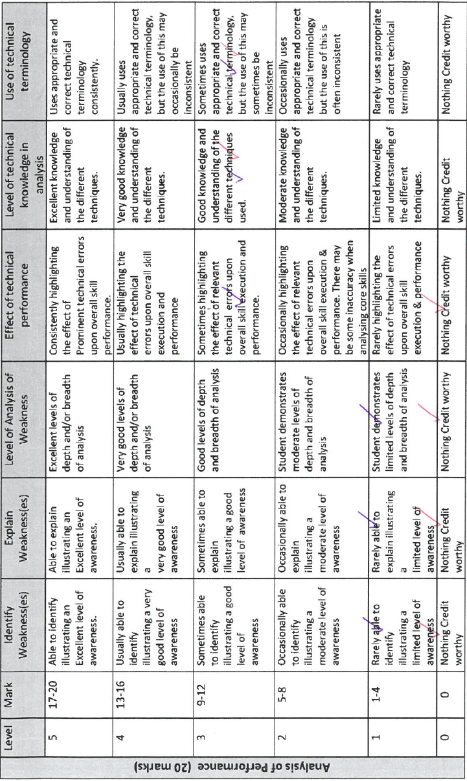 Analysis of Performance (20 marks)
Level
Mark
Identify
Weakness(es)
Explain
Weakness(es)
Level of Analysis of
Weakness
Effect of technical
performance
Level of technical
knowledge in
analysis
Use of technical
terminology
5
17-20
Able to identify
illustrating an
Excellent level of
awareness.
Able to explain
illustrating an
Excellent level of
awareness.
Excellent levels of
depth and/or breadth
of analysis
Consistently highlighting
the effect of
Prominent technical errors
upon overall skill
performance.
Excellent knowledge
and understanding of
the different
techniques.
Uses appropriate and
correct technical
terminology
consistently.
4
13-16
Usually able to
identify
illustrating a very
good level of
awareness
Usually able to
explain illustrating
a
very good level of
awareness
Very good levels of
depth and/or breadth
of analysis
Usually highlighting the
effect of technical
errors upon overall skill
execution and
performance
Very good knowledge
and understanding of
the different
techniques.
Usually uses
appropriate and correct
technical terminology,
but the use of this may
occasionally be
inconsistent
3
9-12
Sometimes able
to identify
illustrating a good
level of
awareness
Sometimes able to
explain
illustrating a good
level of awareness
Good levels of depth
and breadth of analysis
Sometimes highlighting
the effect of relevant
technical errors upon
overall skill execution and
performance.
Good knowledge and
understanding of the
different techniques
used.
Sometimes uses
appropriate and correct
technical terminology,
but the use of this may
sometimes be
inconsistent
2
5-8
Occasionally able
to identify
illustrating a
moderate level of
awareness
Occasionally able to
explain
illustrating a
moderate level of
awareness
Student demonstrates
moderate levels of
depth and breadth of
analysis
Occasionally highlighting
the effect of relevant
technical errors upon
overall skill execution &
performance. There may
be some inaccuracy when
analysing core skills
Moderate knowledge
and understanding of
the different
techniques.
Occasionally uses
appropriate and correct
technical terminology
but the use of this is
often inconsistent
1
1-4
Rarely able to
identify
illustrating a
limited level of
awareness
Rarely able to
explain illustrating
a
limited level of
awareness
Student demonstrates
limited levels of depth
and breadth of analysis
Rarely highlighting the
effect of technical errors
upon overall skill
execution & performance
Limited knowledge
and understanding of
the different
techniques.
Rarely uses appropriate
and correct technical
terminology
0
0
Nothing Credit
worthy
Nothing Credit
worthy
Nothing Credit worthy
Nothing Credit worthy
Nothing Credit
worthy
Nothing Credit worthy